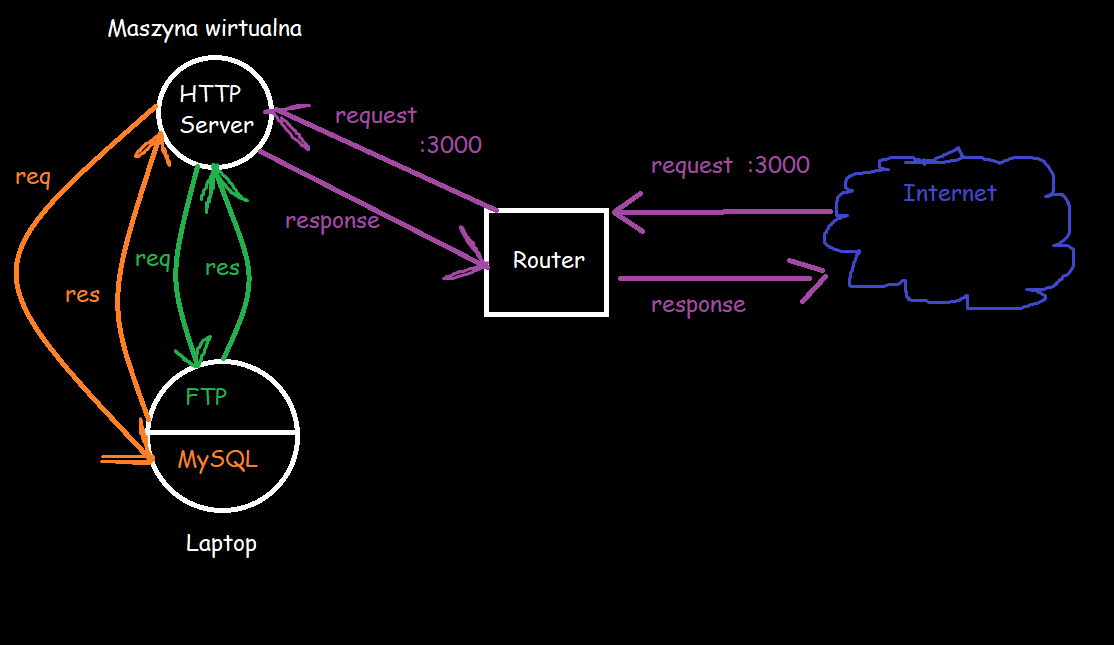 Maszyna wirtualna
HTTP
Server
request
:3000
request :3000
Internet
req
response
req
res
Router
res
response
FTP
MySQL
Laptop